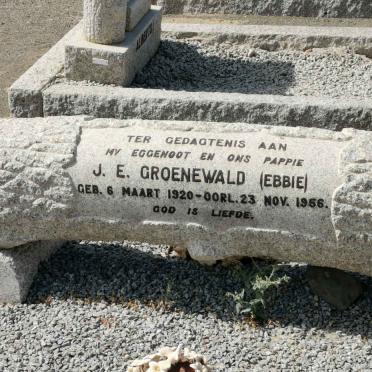 TER GEDAGTENIS AAN
MY EGGENOOT EN ONS PAPPIE
J. E. GROENEWALD (EBBIE)
GEB. 6 MAART 1920-OORL. 23 NOV. 1956.
GOD IS LIEFDE.